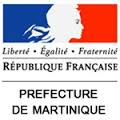 Liberté • Égalité • Fraternité
RÉPUBLIQUE FRANÇAISE
PREFECTURE
DE MARTINIQUE